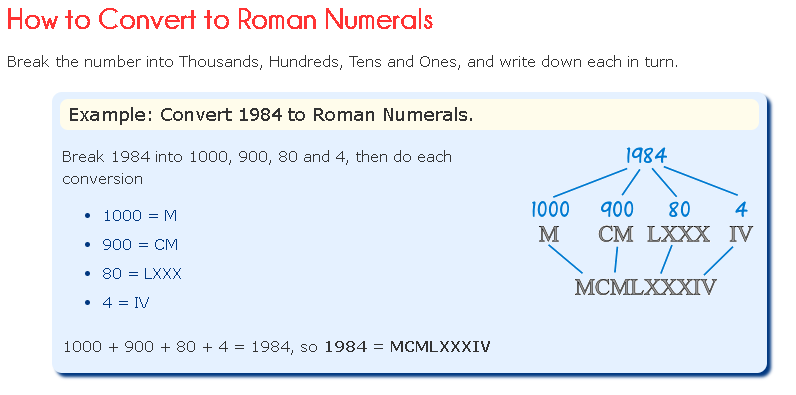 How to Convert to Roman Numerals
Break the number into Thousands, Hundreds, Tens and Ones, and write down each in turn.
Example: Convert 1984 to Roman Numerals.
Break 1984 into 1000, 900, 80 and 4, then do each
conversion
• 1000 = M
• 900 = CM
• 80 = LXXX
• 4 = IV
1000 + 900 + 80 + 4 = 1984, so 1984 = MCMLXXXIV
1984
1000 900 80 4
M CM LXXX IV
MCMLXXXIV